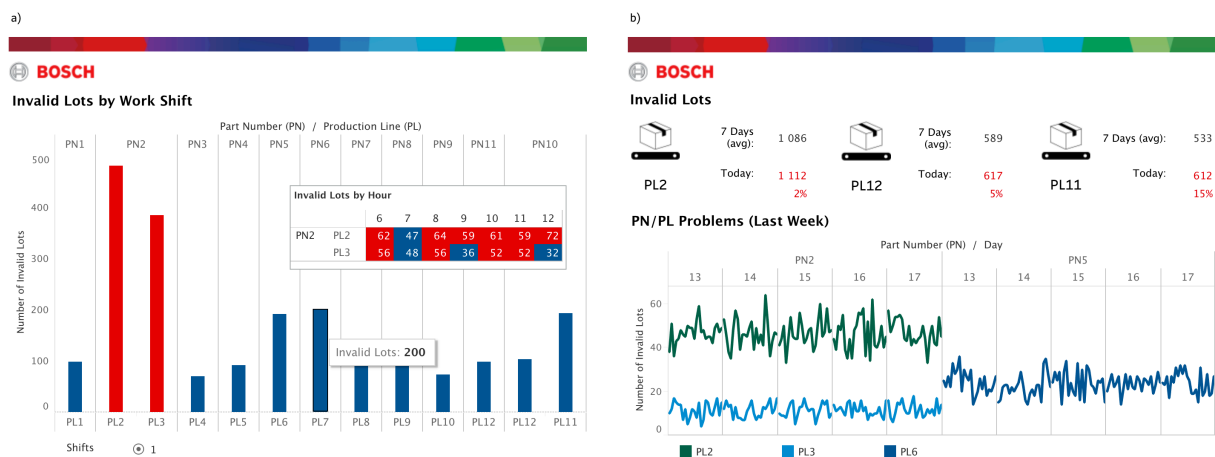 a)
BOSCH
Invalid Lots by Work Shift
Part Number (PN) / Production Line (PL)
PN1 PN2 PN3 PN4 PN5 PN6 PN7 PN8 PN9 PN11 PN10
500
400
300
200
100
0
Number of Invalid Lots
Invalid Lots by Hour
6 7 8 9 10 11 12
PN2 PL2 62 47 64 59 61 59 72
PL3 56 48 56 36 52 52 32
Invalid Lots: 200
PL1 PL2 PL3 PL4 PL5 PL6 PL7 PL8 PL9 PL10 PL12 PL12 PL11
Shifts 1
b)
BOSCH
Invalid Lots
7 Days (avg): 1 086
Today: 1 112
2%
PL2
7 Days (avg): 589
Today: 617
5%
PL12
7 Days (avg): 533
Today: 612
15%
PL11
PN/PL Problems (Last Week)
Part Number (PN) / Day
PN2 PN5
13 14 15 16 17 13 14 15 16 17
60
40
20
0
Number of Invalid Lots
PL2 PL3 PL6